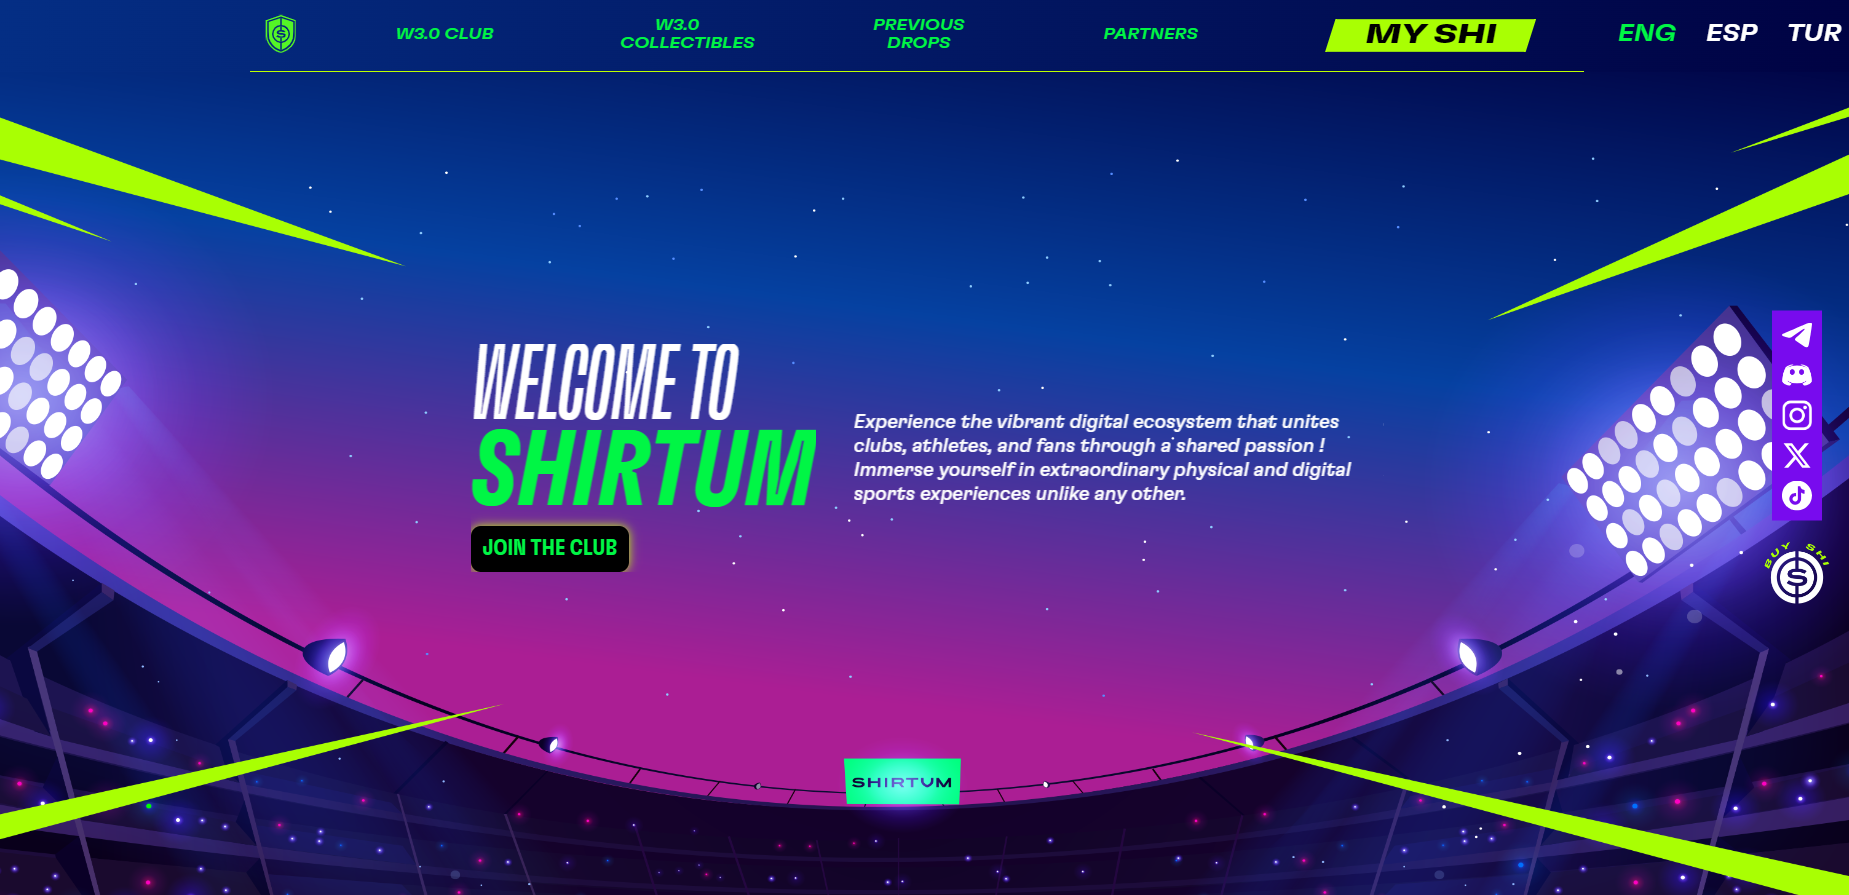 W3.0 CLUB
W3.0
COLLECTIBLES
PREVIOUS
DROPS
PARTNERS
MY SHI
ENG
ESP
TUR
WELCOME TO
SHIRTUM
JOIN THE CLUB
Experience the vibrant digital ecosystem that unites
clubs, athletes, and fans through a shared passion !
Immerse yourself in extraordinary physical and digital
sports experiences unlike any other.
BUY SHI
SHIRTUM